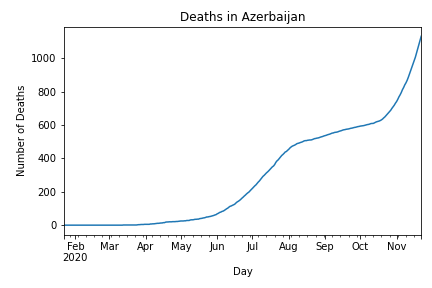 Deaths in Azerbaijan
Number of Deaths
1000
800
600
400
200
0
Feb Mar Apr May Jun Jul Aug Sep Oct Nov
2020
Day